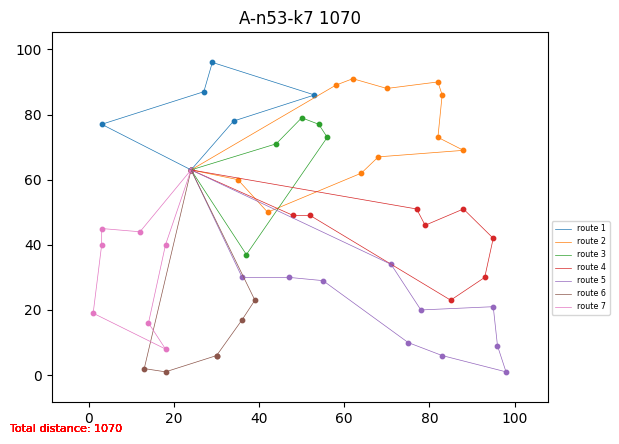 A-n53-k7 1070
100
80
60
40
20
0
0 20 40 60 80 100
route 1
route 2
route 3
route 4
route 5
route 6
route 7
Total distance: 1070